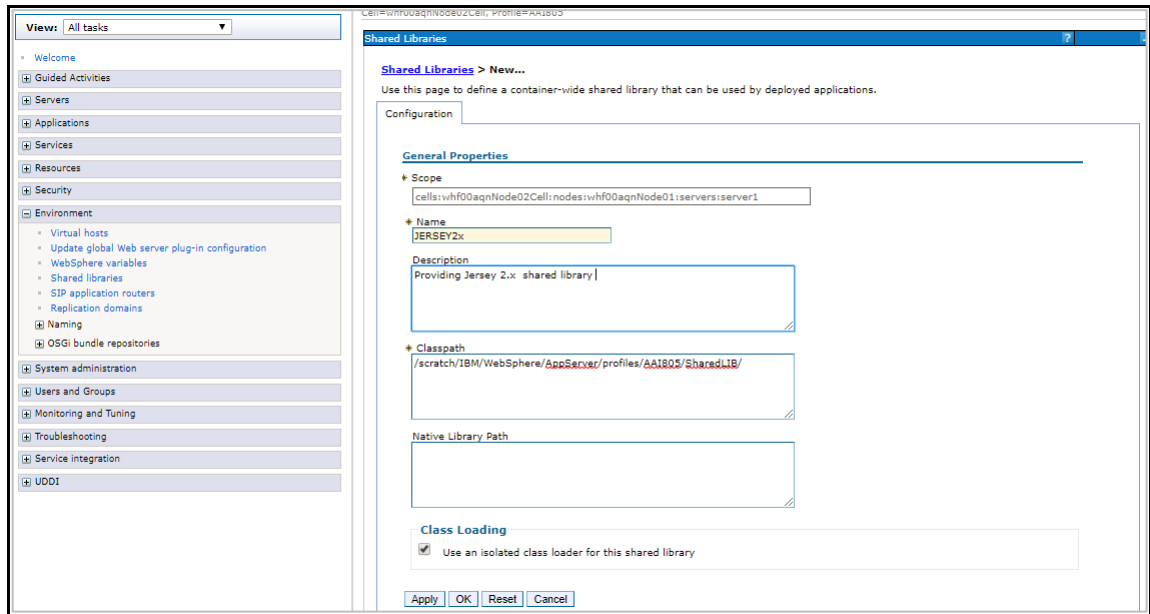 Cell=whf00aqnNode02Cell, Profile=AAI805
View: All tasks
Shared Libraries ?
Welcome
Guided Activities
Servers
Applications
Services
Resources
Security
Environment
Virtual hosts
Update global Web server plug-in configuration
WebSphere variables
Shared libraries
SIP application routers
Replication domains
Naming
OSGi bundle repositories
System administration
Users and Groups
Monitoring and Tuning
Troubleshooting
Service integration
UDDI
Shared Libraries > New...
Use this page to define a container-wide shared library that can be used by deployed applications.
Configuration
General Properties
Scope
cells:whf00aqnNode02Cell:nodes:whf00aqnNode01:servers:server1
Name
JERSEY2x
Description
Providing Jersey 2.x shared library
Classpath
/scratch/IBM/WebSphere/AppServer/profiles/AAI805/SharedLIB/
Native Library Path
Class Loading
Use an isolated class loader for this shared library
Apply OK Reset Cancel